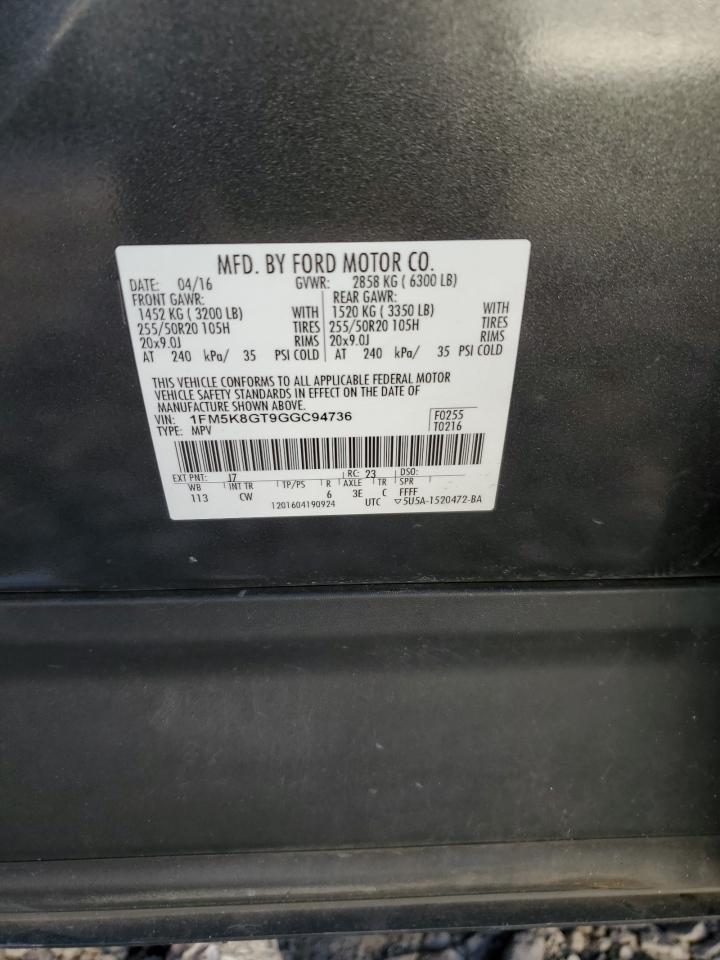 MFD. BY FORD MOTOR CO.
DATE: 04/16 GVWR: 2858 KG ( 6300 LB)
FRONT GAWR: REAR GAWR:
1452 KG ( 3200 LB) WITH 1520 KG ( 3350 LB) WITH
255/50R20 105H TIRES 255/50R20 105H TIRES
20x9.0J RIMS 20x9.0J RIMS
AT 240 kPa/ 35 PSI COLD AT 240 kPa/ 35 PSI COLD
THIS VEHICLE CONFORMS TO ALL APPLICABLE FEDERAL MOTOR
VEHICLE SAFETY STANDARDS IN EFFECT ON THE DATE OF
MANUFACTURE SHOWN ABOVE.
VIN: 1FM5K8GT9GGC94736 F0255
TYPE: MPV T0216
EXT PNT: J7 RC: 23 DSO:
WB INT TR TP/PS R AXLE TR SPR
113 CW 6 3E C FFFF
1201604190924 UTC ▽5U5A-1520472-BA